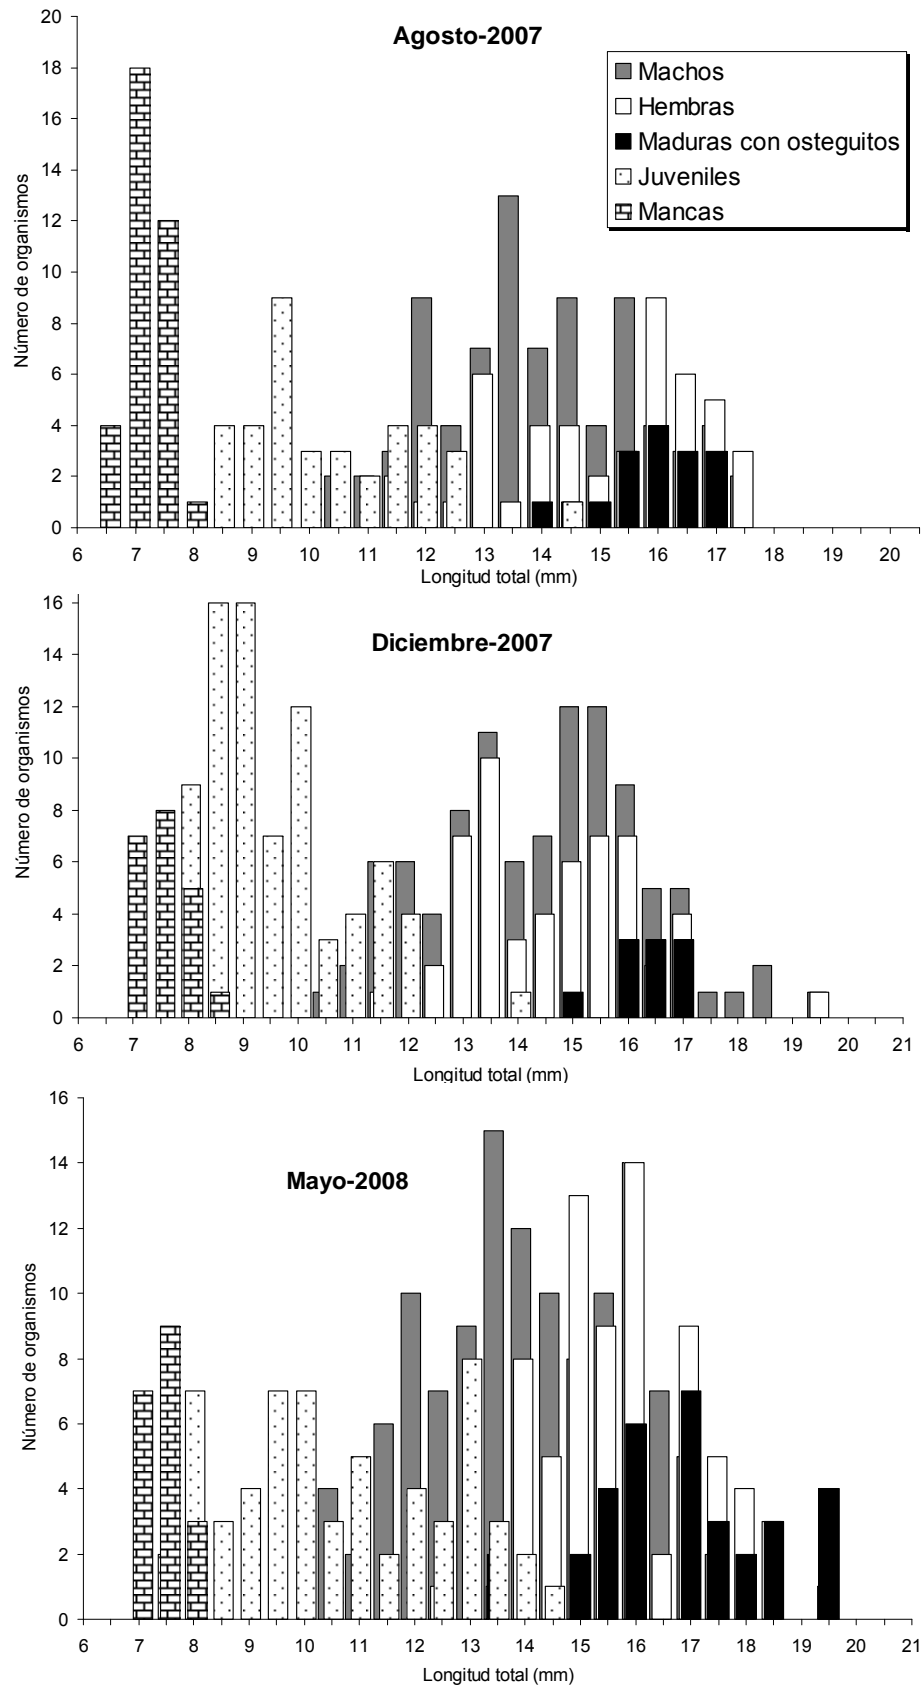 Agosto-2007
Machos
Hembras
Maduras con osteguitos
Juveniles
Mancas
Número de organismos
20
18
16
14
12
10
8
6
4
2
0
6 7 8 9 10 11 12 13 14 15 16 17 18 19 20
Longitud total (mm)
Diciembre-2007
Número de organismos
16
14
12
10
8
6
4
2
0
6 7 8 9 10 11 12 13 14 15 16 17 18 19 20 21
Longitud total (mm)
Mayo-2008
Número de organismos
16
14
12
10
8
6
4
2
0
6 7 8 9 10 11 12 13 14 15 16 17 18 19 20 21
Longitud total (mm)